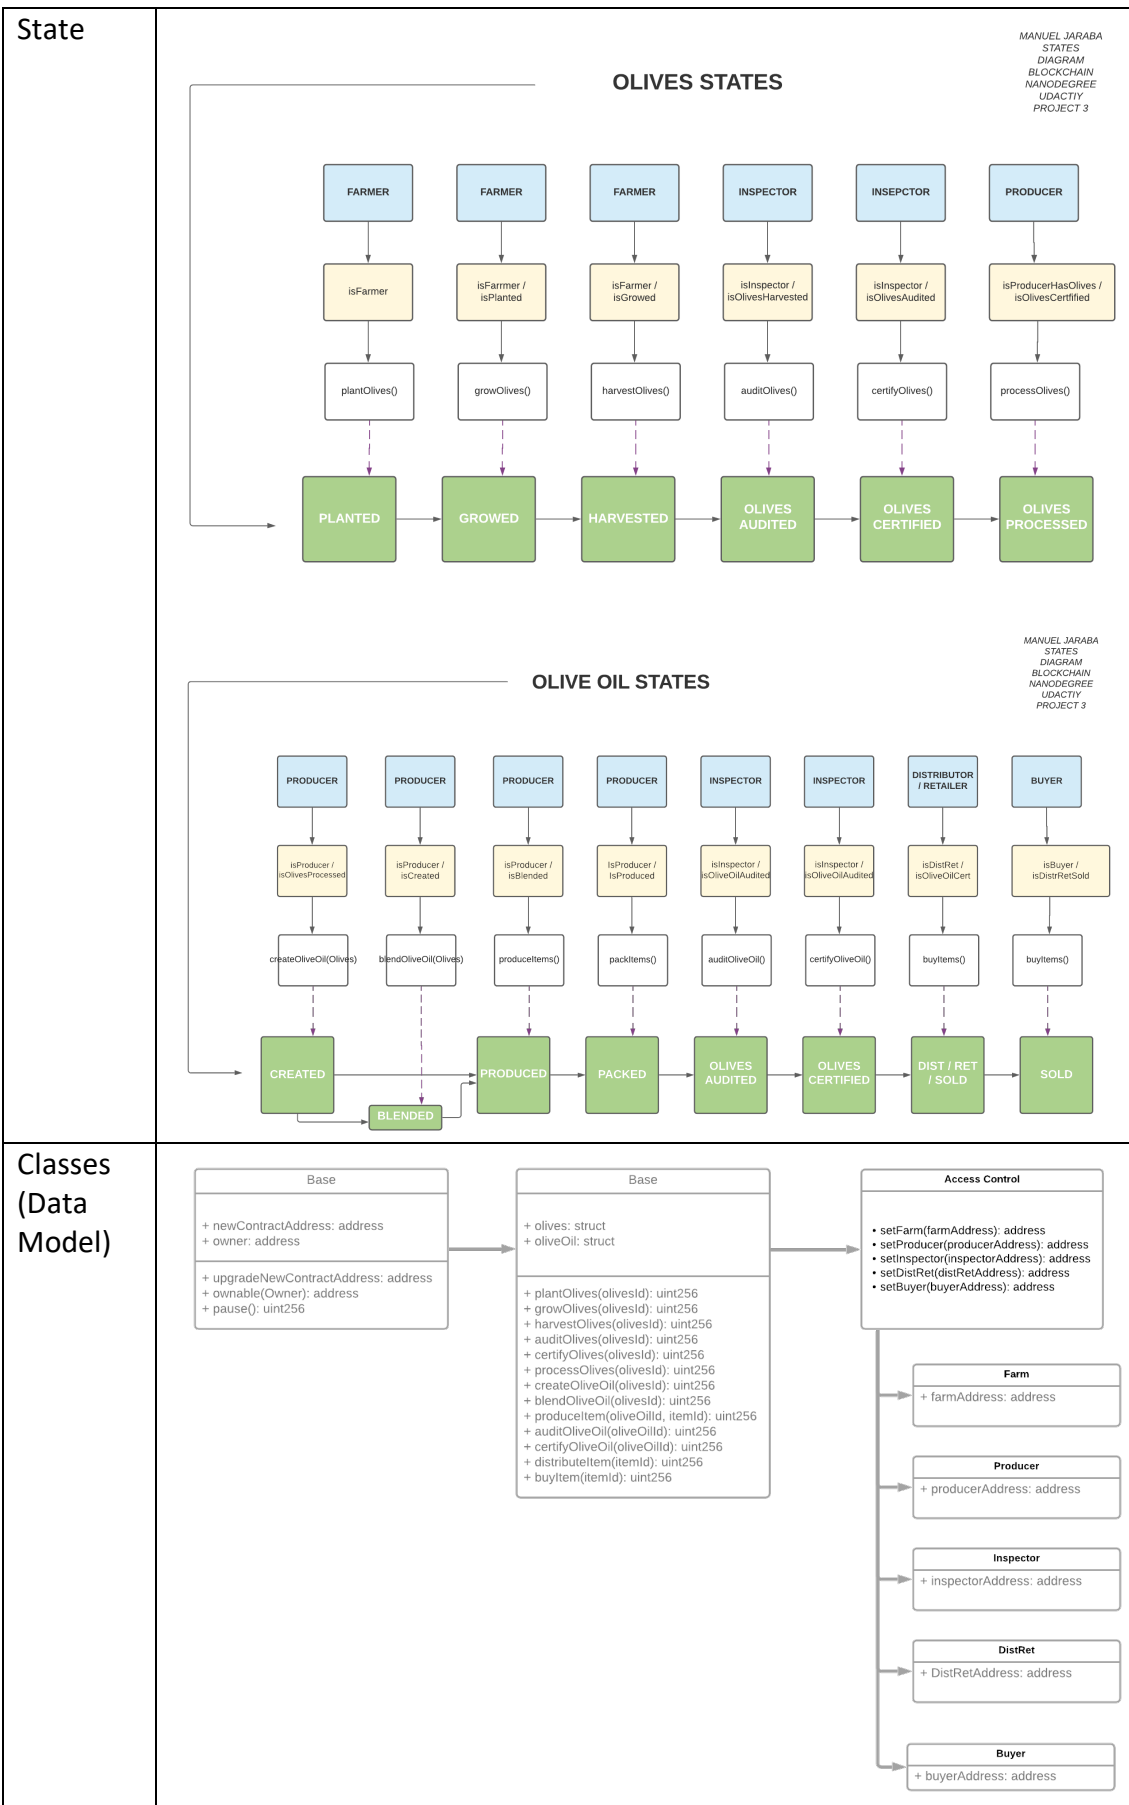 State
MANUEL JARABA
STATES
DIAGRAM
BLOCKCHAIN
NANODEGREE
UDACTIY
PROJECT 3
OLIVES STATES
FARMER
FARMER
FARMER
INSPECTOR
INSEPCTOR
PRODUCER
isFarmer
isFarrmer /
isPlanted
isFarmer /
isGrowed
isInspector /
isOlivesHarvested
isInspector /
isOlivesAudited
isProducerHasOlives /
isOlivesCertfified
plantOlives()
growOlives()
harvestOlives()
auditOlives()
certifyOlives()
processOlives()
PLANTED
GROWED
HARVESTED
OLIVES
AUDITED
OLIVES
CERTIFIED
OLIVES
PROCESSED
MANUEL JARABA
STATES
DIAGRAM
BLOCKCHAIN
NANODEGREE
UDACTIY
PROJECT 3
OLIVE OIL STATES
PRODUCER
PRODUCER
PRODUCER
PRODUCER
INSPECTOR
INSPECTOR
DISTRIBUTOR
/ RETAILER
BUYER
isProducer /
isOlivesProcessed
isProducer /
isCreated
isProducer /
isBlended
IsProducer /
IsProduced
isInspector /
isOliveOilAudited
isInspector /
isOliveOilAudited
isDistRet /
isOliveOilCert
isBuyer /
isDistrRetSold
createOliveOil(Olives)
blendOliveOil(Olives)
produceItems()
packItems()
auditOliveOil()
certifyOliveOil()
buyItems()
buyItems()
CREATED
BLENDED
PRODUCED
PACKED
OLIVES
AUDITED
OLIVES
CERTIFIED
DIST / RET
/ SOLD
SOLD
Classes
(Data
Model)
Base
+ newContractAddress: address
+ owner: address
+ upgradeNewContractAddress: address
+ ownable(Owner): address
+ pause(): uint256
Base
+ olives: struct
+ oliveOil: struct
+ plantOlives(olivesId): uint256
+ growOlives(olivesId): uint256
+ harvestOlives(olivesId): uint256
+ auditOlives(olivesId): uint256
+ certifyOlives(olivesId): uint256
+ processOlives(olivesId): uint256
+ createOliveOil(olivesId): uint256
+ blendOliveOil(olivesId): uint256
+ produceItem(oliveOilId, itemId): uint256
+ auditOliveOil(oliveOilId): uint256
+ certifyOliveOil(oliveOilId): uint256
+ distributeItem(itemId): uint256
+ buyItem(itemId): uint256
Access Control
• setFarm(farmAddress): address
• setProducer(producerAddress): address
• setInspector(inspectorAddress): address
• setDistRet(distRetAddress): address
• setBuyer(buyerAddress): address
Farm
+ farmAddress: address
Producer
+ producerAddress: address
Inspector
+ inspectorAddress: address
DistRet
+ DistRetAddress: address
Buyer
+ buyerAddress: address